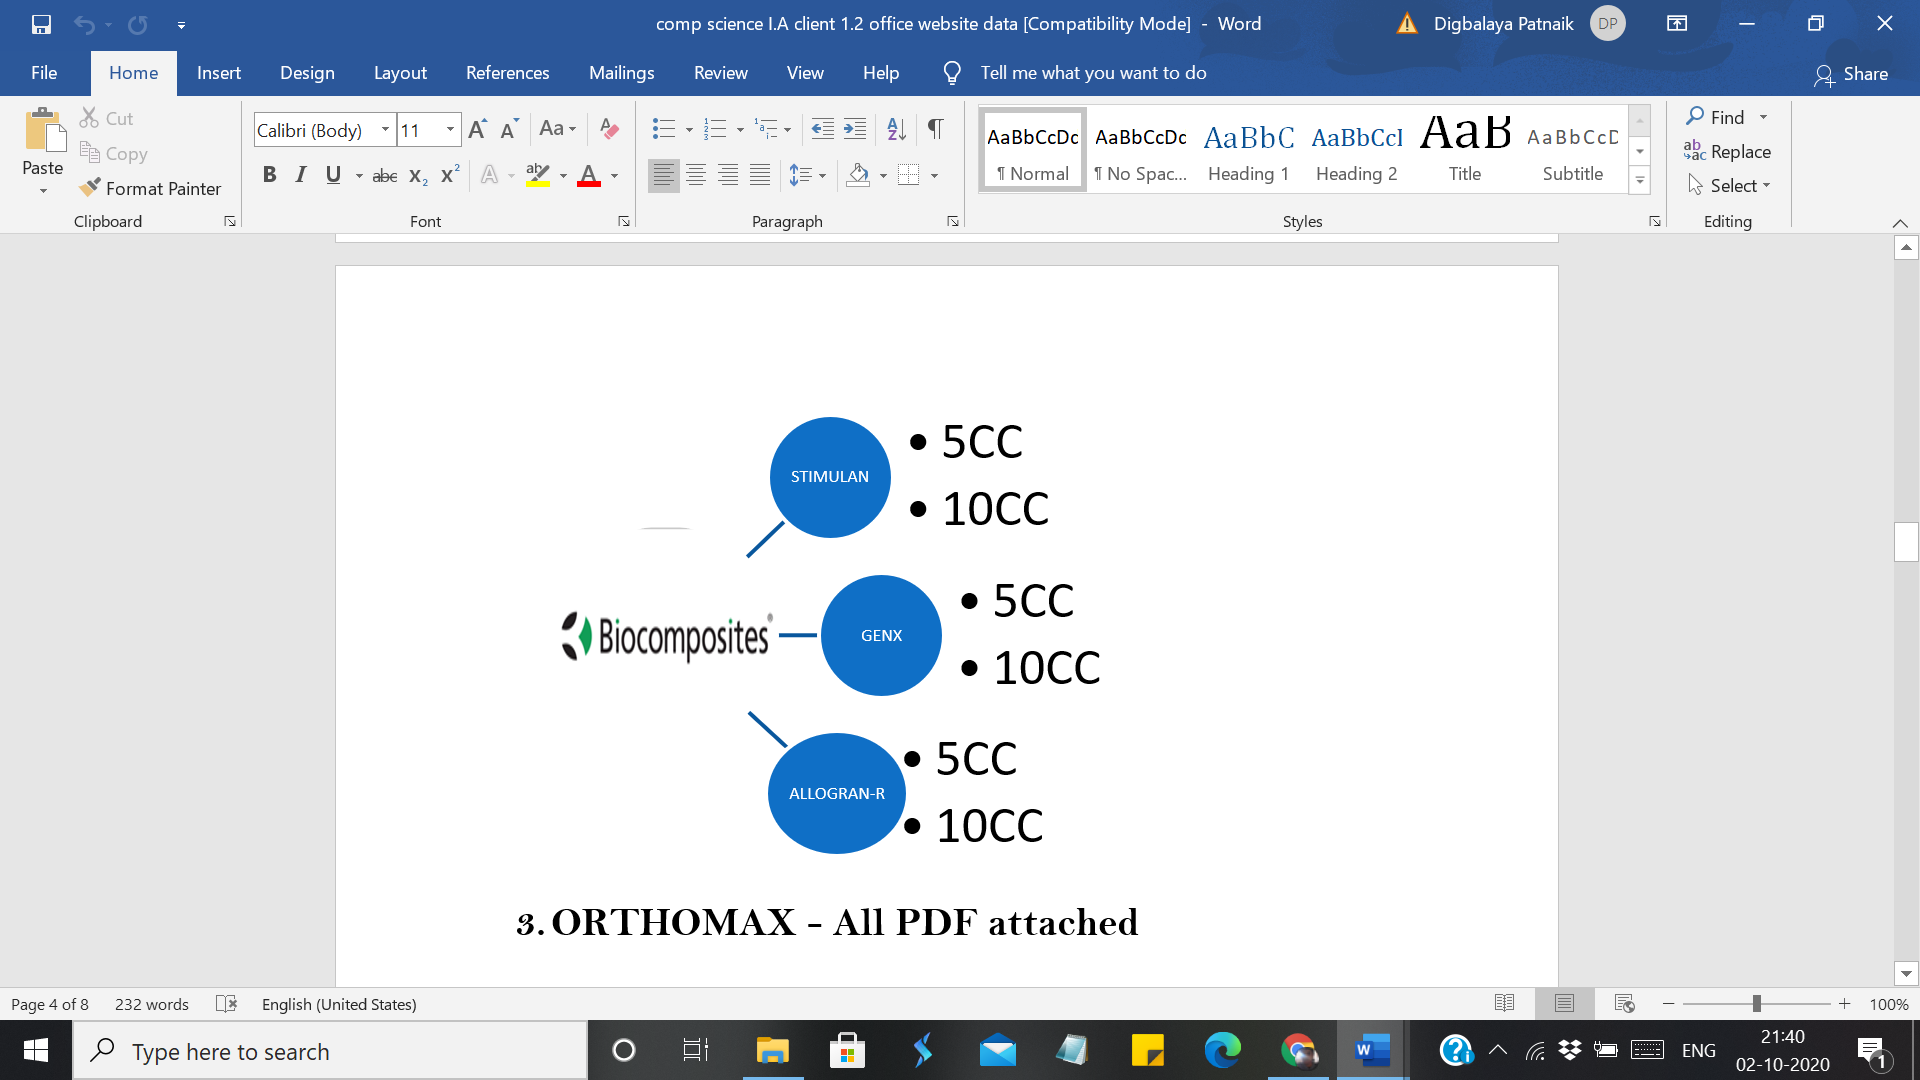 comp science I.A client 1.2 office website data [Compatibility Mode] - Word
Digbalaya Patnaik
DP
File Home Insert Design Layout References Mailings Review View Help Tell me what you want to do Share
Paste
Cut
Copy
Format Painter
Clipboard
Calibri (Body) 11
Font
Paragraph
AaBbCcDc AaBbCcDc AaBbC AaBbCcI AaB AaBbCcD
¶ Normal ¶ No Spac... Heading 1 Heading 2 Title Subtitle
Styles
Find
Replace
Select
Editing
STIMULAN
• 5CC
• 10CC
Biocomposites®
GENX
• 5CC
• 10CC
ALLOGRAN-R
• 5CC
• 10CC
3. ORTHOMAX - All PDF attached
Page 4 of 8 232 words English (United States) 100%
Type here to search
ENG
21:40
02-10-2020
1